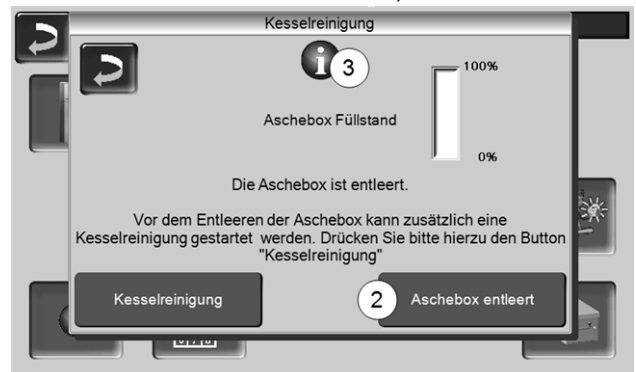 Kesselreinigung
3
100%
Aschebox Füllstand
0%
Die Aschebox ist entleert.
Vor dem Entleeren der Aschebox kann zusätzlich eine
Kesselreinigung gestartet werden. Drücken Sie bitte hierzu den Button
"Kesselreinigung"
Kesselreinigung
2
Aschebox entleert